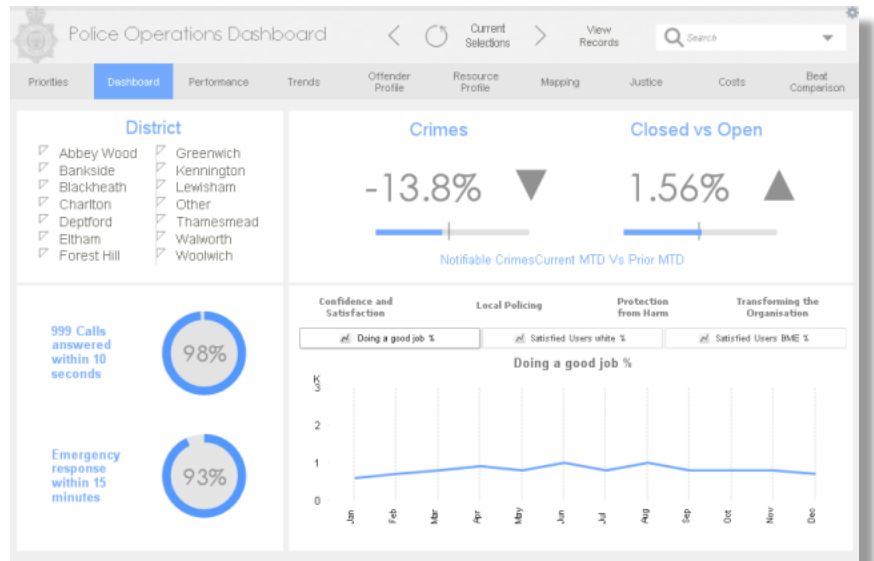 Police Operations Dashboard
Current
Selections
View
Records
Search
Priorities
Dashboard
Performance
Trends
Offender
Profile
Resource
Profile
Mapping
Justice
Costs
Beat
Comparison
District
Abbey Wood
Bankside
Blackheath
Charlton
Deptford
Eltham
Forest Hill
Greenwich
Kennington
Lewisham
Other
Thamesmead
Walworth
Woolwich
Crimes
-13.8%
Closed vs Open
1.56%
Notifiable CrimesCurrent MTD Vs Prior MTD
999 Calls
answered
within 10
seconds
98%
Emergency
response
within 15
minutes
93%
Confidence and
Satisfaction
Local Policing
Protection
from Harm
Transforming the
Organisation
Doing a good job %
Satisfied Users white %
Satisfied Users BME %
Doing a good job %
K
3
2
1
0
Jan
Feb
Mar
Apr
May
Jun
Jul
Aug
Sep
Oct
Nov
Dec